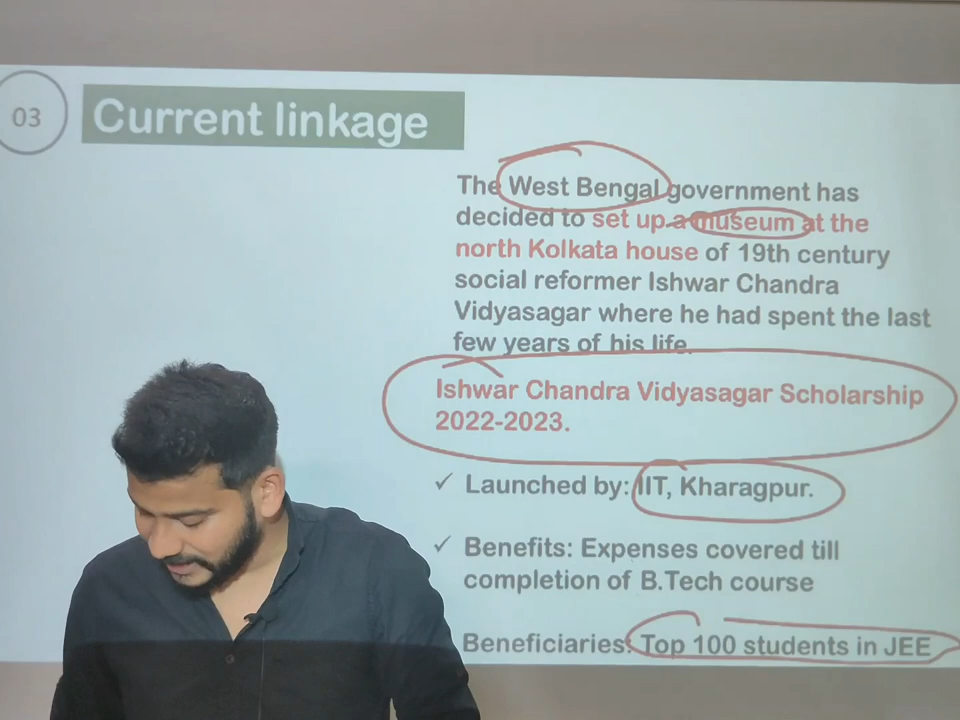 03
Current linkage
The West Bengal government has
decided to set up a museum at the
north Kolkata house of 19th century
social reformer Ishwar Chandra
Vidyasagar where he had spent the last
few years of his life.
Ishwar Chandra Vidyasagar Scholarship
2022-2023.
✓ Launched by: IIT, Kharagpur.
✓ Benefits: Expenses covered till
completion of B.Tech course
Beneficiaries: Top 100 students in JEE